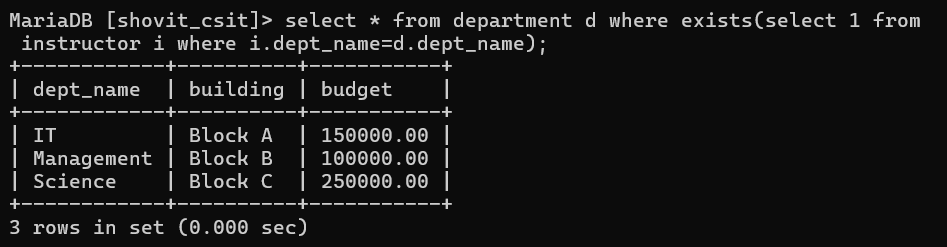 MariaDB [shovit_csit]> select * from department d where exists(select 1 from
 instructor i where i.dept_name=d.dept_name);
+------------+----------+-----------+
| dept_name  | building | budget    |
+------------+----------+-----------+
| IT         | Block A  | 150000.00 |
| Management | Block B  | 100000.00 |
| Science    | Block C  | 250000.00 |
+------------+----------+-----------+
3 rows in set (0.000 sec)